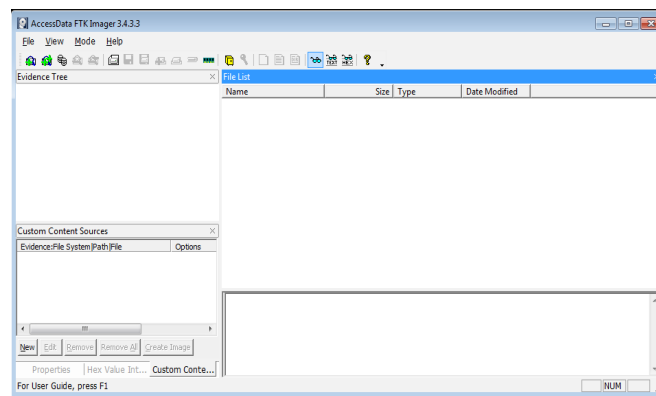 AccessData FTK Imager 3.4.3.3
File View Mode Help
Evidence Tree
File List
Name Size Type Date Modified
Custom Content Sources
Evidence:File System|Path|File Options
New Edit Remove Remove All Create Image
Properties Hex Value Int... Custom Conte...
For User Guide, press F1 NUM